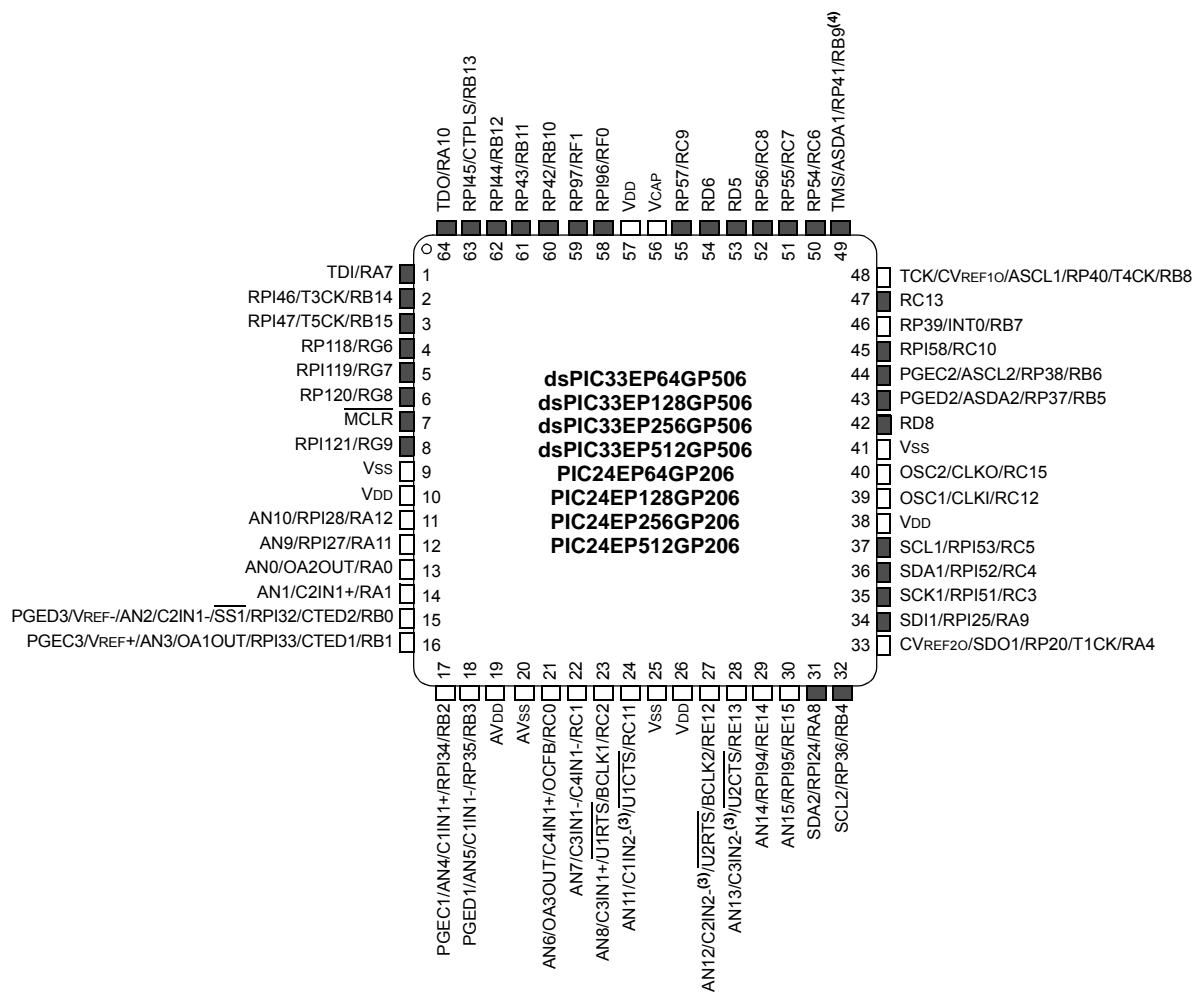 TDO/RA10
RPI45/CTPLS/RB13
RPI44/RB12
RP43/RB11
RP42/RB10
RP97/RF1
RPI96/RF0
VDD
VCAP
RP57/RC9
RD6
RD5
RP56/RC8
RP55/RC7
RP54/RC6
TMS/ASDA1/RP41/RB9(4)
64 63 62 61 60 59 58 57 56 55 54 53 52 51 50 49
TDI/RA7 1
RPI46/T3CK/RB14 2
RPI47/T5CK/RB15 3
RP118/RG6 4
RPI119/RG7 5
RP120/RG8 6
MCLR 7
RPI121/RG9 8
VSS 9
VDD 10
AN10/RPI28/RA12 11
AN9/RPI27/RA11 12
AN0/OA2OUT/RA0 13
AN1/C2IN1+/RA1 14
PGED3/VREF-/AN2/C2IN1-/SS1/RPI32/CTED2/RB0 15
PGEC3/VREF+/AN3/OA1OUT/RPI33/CTED1/RB1 16
dsPIC33EP64GP506
dsPIC33EP128GP506
dsPIC33EP256GP506
dsPIC33EP512GP506
PIC24EP64GP206
PIC24EP128GP206
PIC24EP256GP206
PIC24EP512GP206
48 TCK/CVREF1O/ASCL1/RP40/T4CK/RB8
47 RC13
46 RP39/INT0/RB7
45 RPI58/RC10
44 PGEC2/ASCL2/RP38/RB6
43 PGED2/ASDA2/RP37/RB5
42 RD8
41 VSS
40 OSC2/CLKO/RC15
39 OSC1/CLKI/RC12
38 VDD
37 SCL1/RPI53/RC5
36 SDA1/RPI52/RC4
35 SCK1/RPI51/RC3
34 SDI1/RPI25/RA9
33 CVREF2O/SDO1/RP20/T1CK/RA4
17 18 19 20 21 22 23 24 25 26 27 28 29 30 31 32
PGEC1/AN4/C1IN1+/RPI34/RB2
PGED1/AN5/C1IN1-/RP35/RB3
AVDD
AVSS
AN6/OA3OUT/C4IN1+/OCFB/RC0
AN7/C3IN1-/C4IN1-/RC1
AN8/C3IN1+/U1RTS/BCLK1/RC2
AN11/C1IN2-(3)/U1CTS/RC11
VSS
VDD
AN12/C2IN2-(3)/U2RTS/BCLK2/RE12
AN13/C3IN2-(3)/U2CTS/RE13
AN14/RPI94/RE14
AN15/RPI95/RE15
SDA2/RPI24/RA8
SCL2/RP36/RB4